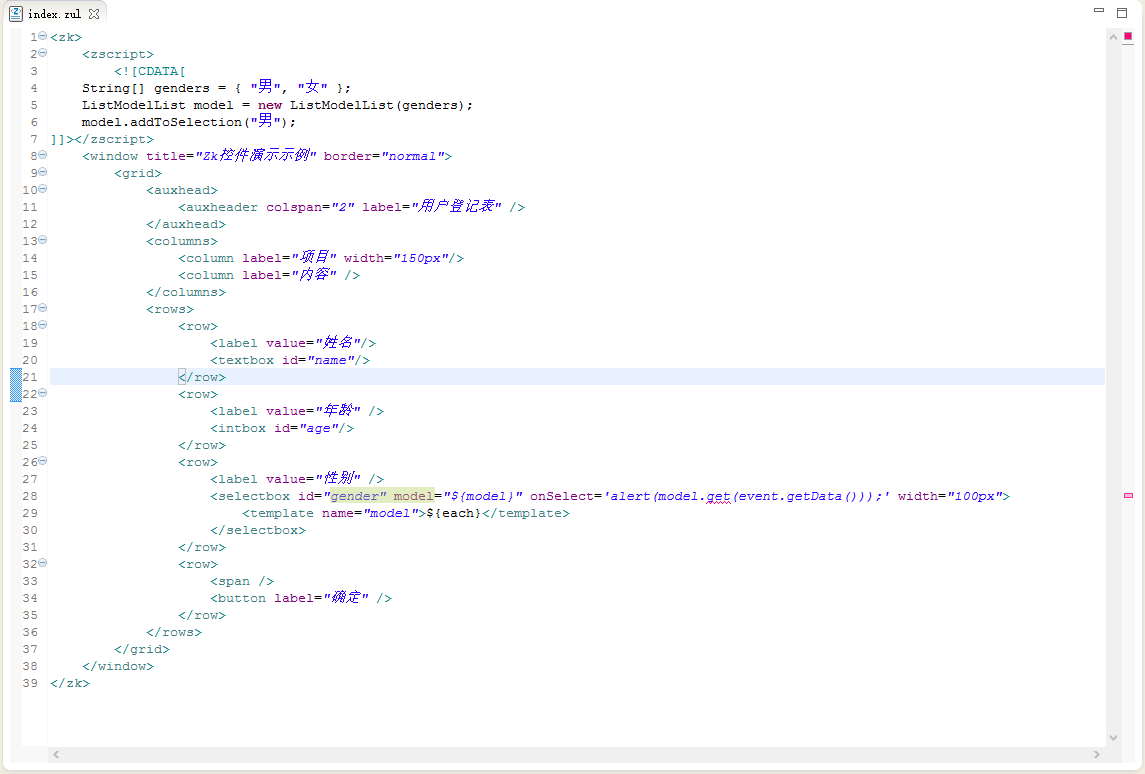 index.zul
1 <zk>
2     <zscript>
3         <![CDATA[
4     String[] genders = { "男", "女" };
5     ListModelList model = new ListModelList(genders);
6     model.addToSelection("男");
7 ]]></zscript>
8     <window title="Zk控件演示示例" border="normal">
9         <grid>
10             <auxhead>
11                 <auxheader colspan="2" label="用户登记表" />
12             </auxhead>
13             <columns>
14                 <column label="项目" width="150px"/>
15                 <column label="内容" />
16             </columns>
17             <rows>
18                 <row>
19                     <label value="姓名"/>
20                     <textbox id="name"/>
21                 </row>
22                 <row>
23                     <label value="年龄" />
24                     <intbox id="age"/>
25                 </row>
26                 <row>
27                     <label value="性别" />
28                     <selectbox id="gender" model="${model}" onSelect='alert(model.get(event.getData()));' width="100px">
29                         <template name="model">${each}</template>
30                     </selectbox>
31                 </row>
32                 <row>
33                     <span />
34                     <button label="确定" />
35                 </row>
36             </rows>
37         </grid>
38     </window>
39 </zk>